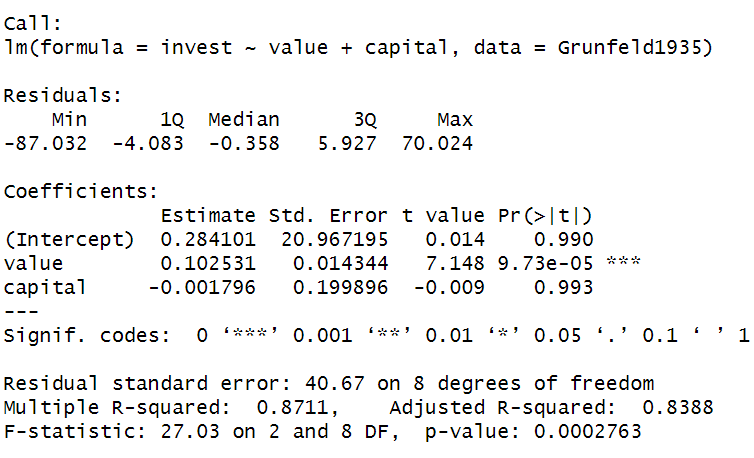 Call:
lm(formula = invest ~ value + capital, data = Grunfeld1935)
Residuals:
    Min      1Q  Median      3Q     Max
-87.032  -4.083  -0.358   5.927  70.024
Coefficients:
             Estimate Std. Error t value Pr(>|t|)
(Intercept)  0.284101  20.967195   0.014    0.990
value        0.102531   0.014344   7.148 9.73e-05 ***
capital     -0.001796   0.199896  -0.009    0.993
---
Signif. codes:  0 ‘***’ 0.001 ‘**’ 0.01 ‘*’ 0.05 ‘.’ 0.1 ‘ ’ 1
Residual standard error: 40.67 on 8 degrees of freedom
Multiple R-squared:  0.8711,    Adjusted R-squared:  0.8388
F-statistic: 27.03 on 2 and 8 DF,  p-value: 0.0002763